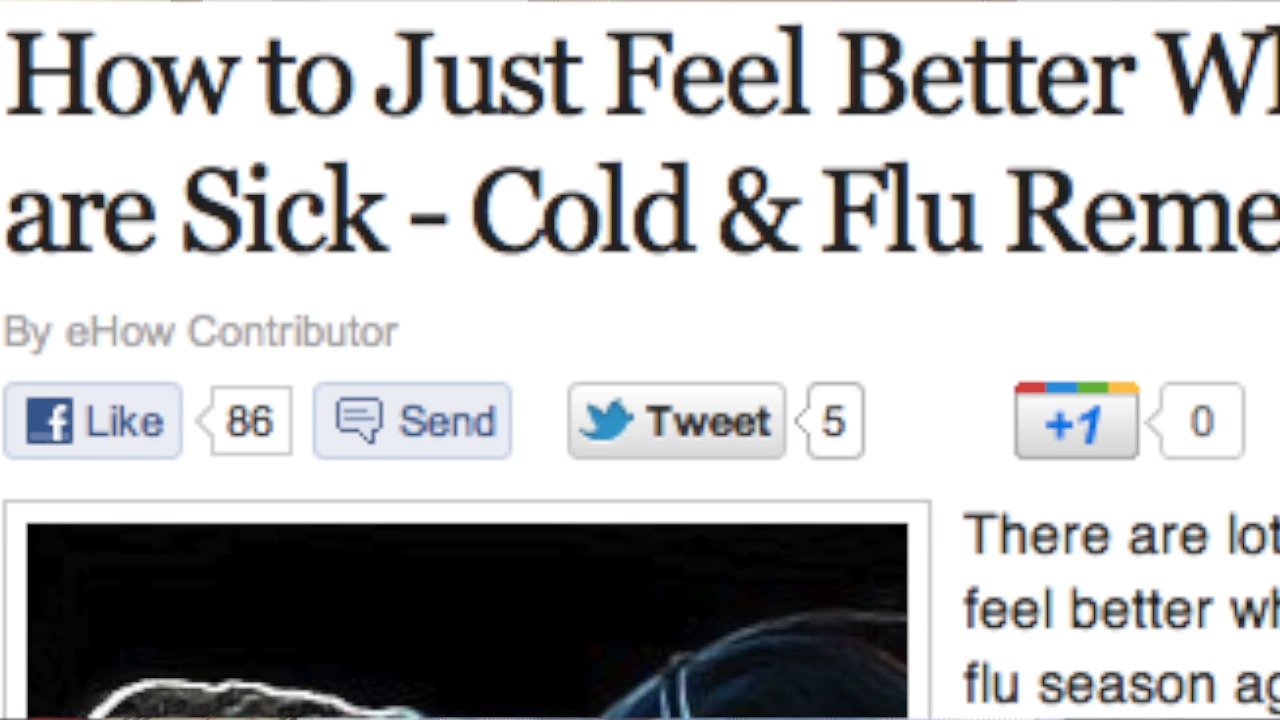 How to Just Feel Better
are Sick - Cold & Flu
By eHow Contributor
f Like 86 Send Tweet 5 +1 0
There are
feel better
flu season